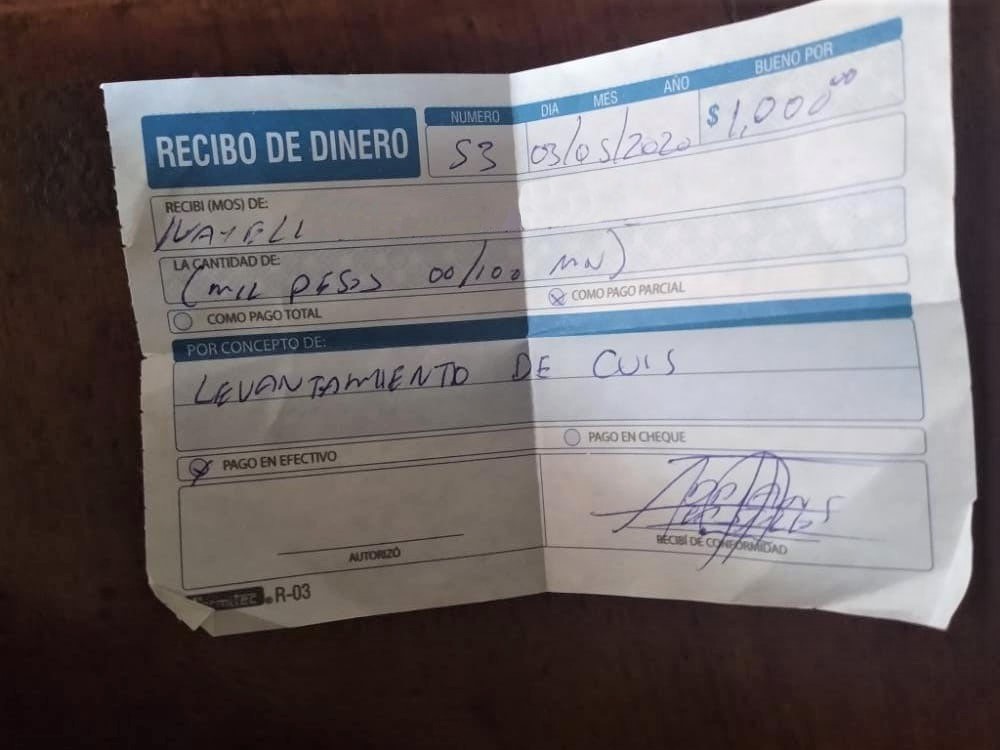 RECIBO DE DINERO
NUMERO DIA MES AÑO BUENO POR
53 03/05/2020 $ 1,000.00
RECIBI (MOS) DE:
LA CANTIDAD DE:
(MIL PESOS 00/100 MN)
COMO PAGO TOTAL COMO PAGO PARCIAL
POR CONCEPTO DE:
LEVANTAMIENTO DE CUIS
PAGO EN EFECTIVO PAGO EN CHEQUE
AUTORIZÓ RECIBÍ DE CONFORMIDAD
R-03